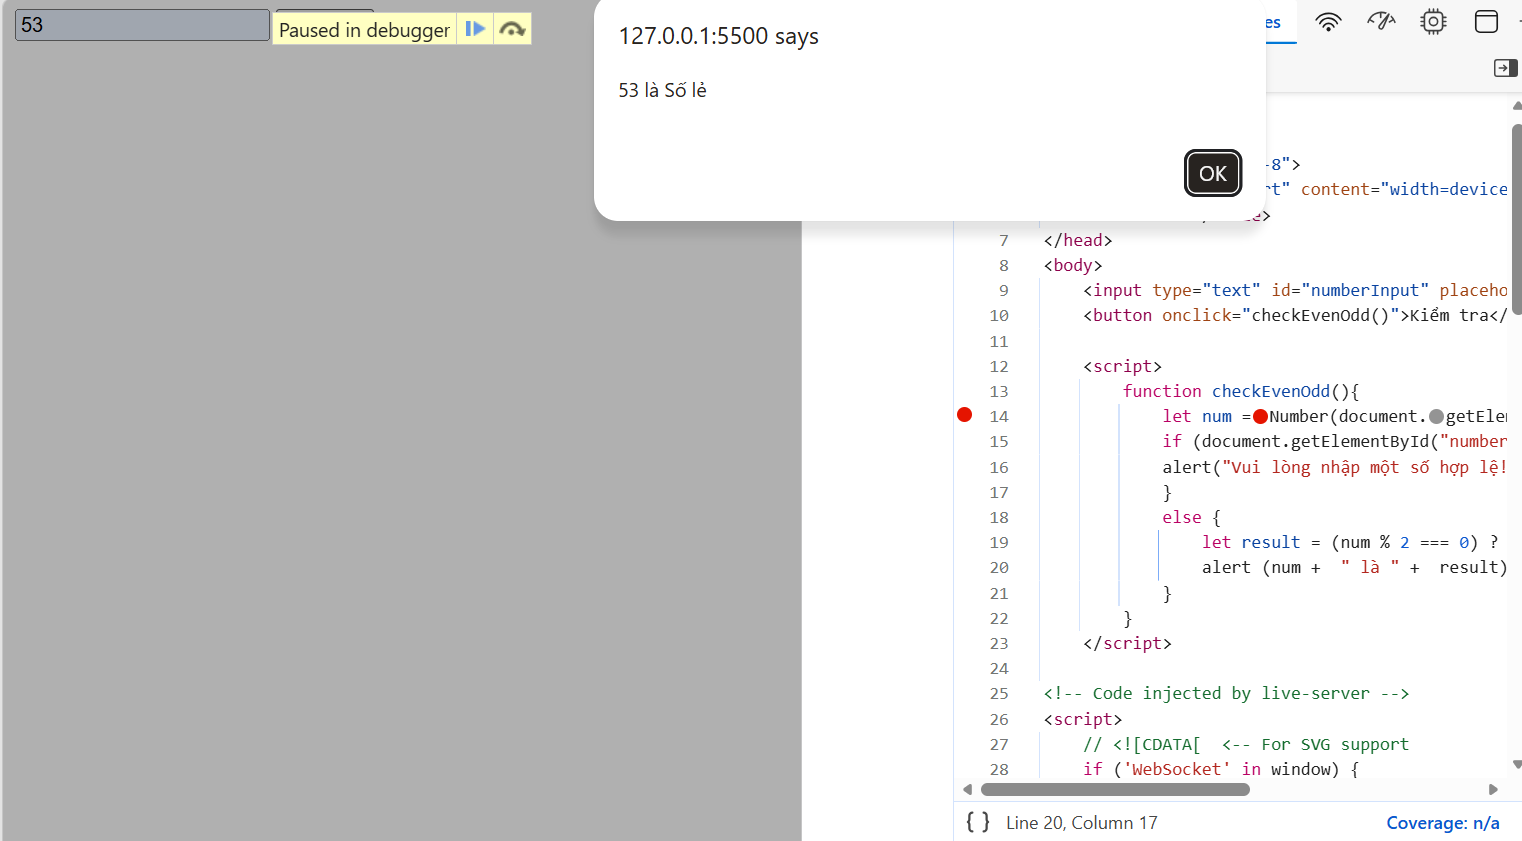 53
Paused in debugger
127.0.0.1:5500 says
53 là Số lẻ
OK
es
-8">
rt" content="width=device
>
7 </head>
8 <body>
9 <input type="text" id="numberInput" placeho
10 <button onclick="checkEvenOdd()">Kiểm tra</
11
12 <script>
13 function checkEvenOdd(){
14 let num = Number(document. getElem
15 if (document.getElementById("number
16 alert("Vui lòng nhập một số hợp lệ!
17 }
18 else {
19 let result = (num % 2 === 0) ?
20 alert (num + " là " + result)
21 }
22 }
23 </script>
24
25 <!-- Code injected by live-server -->
26 <script>
27 // <![CDATA[ <-- For SVG support
28 if ('WebSocket' in window) {
{ } Line 20, Column 17
Coverage: n/a